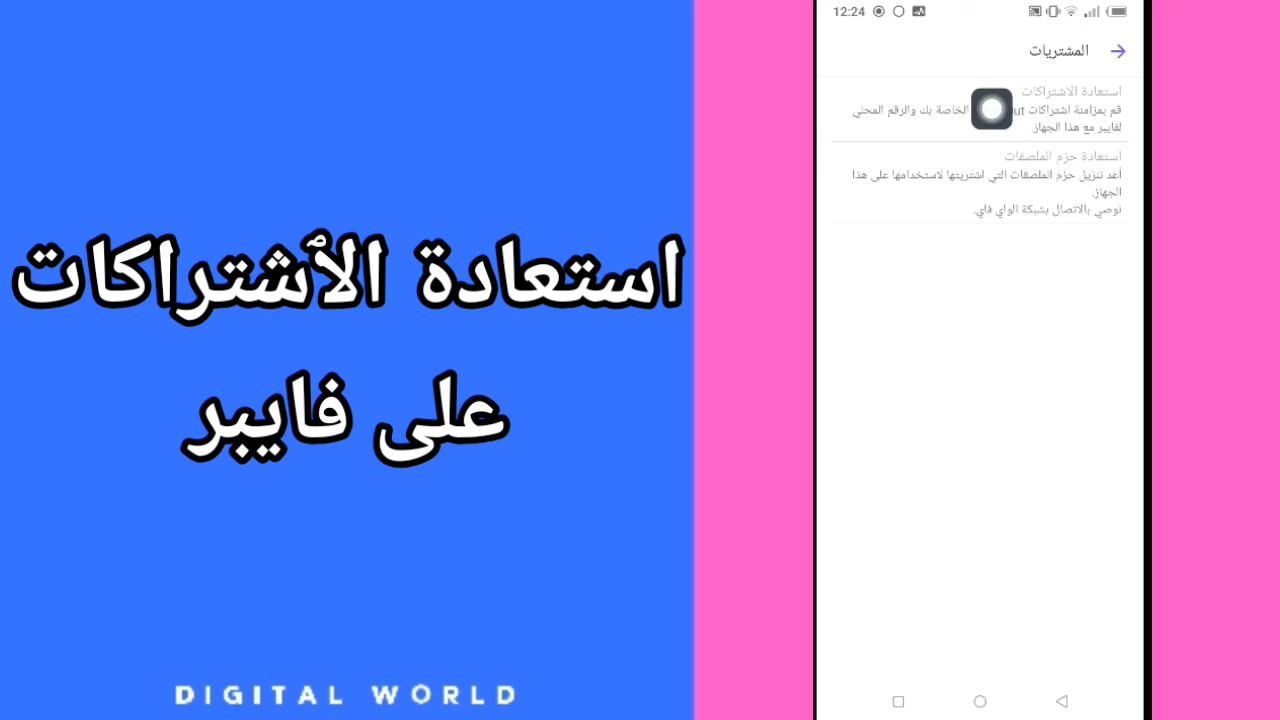 استعادة الاشتراكات
على فايبر
DIGITAL WORLD
12:24
المشتريات
استعادة الاشتراكات
قم بمزامنة اشتراكات الخاصة بك والرقم المحلي
لفايبر مع هذا الجهاز.
استعادة حزم الملصقات
أعد تنزيل حزم الملصقات التي اشتريتها لاستخدامها على هذا
الجهاز.
نوصي بالاتصال بشبكة الواي فاي.